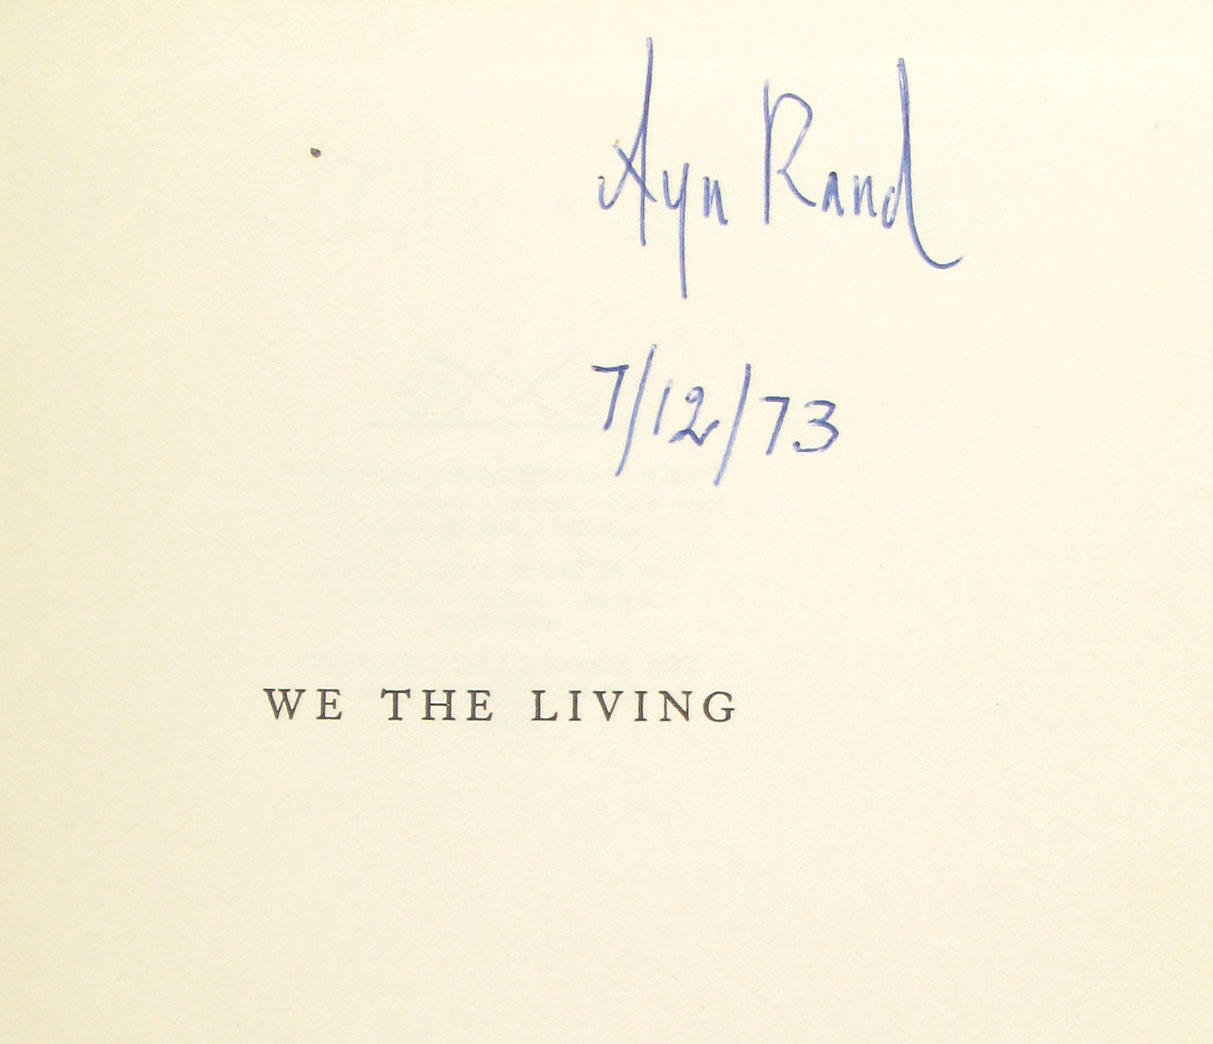 Ayn Rand
7/12/73
WE THE LIVING